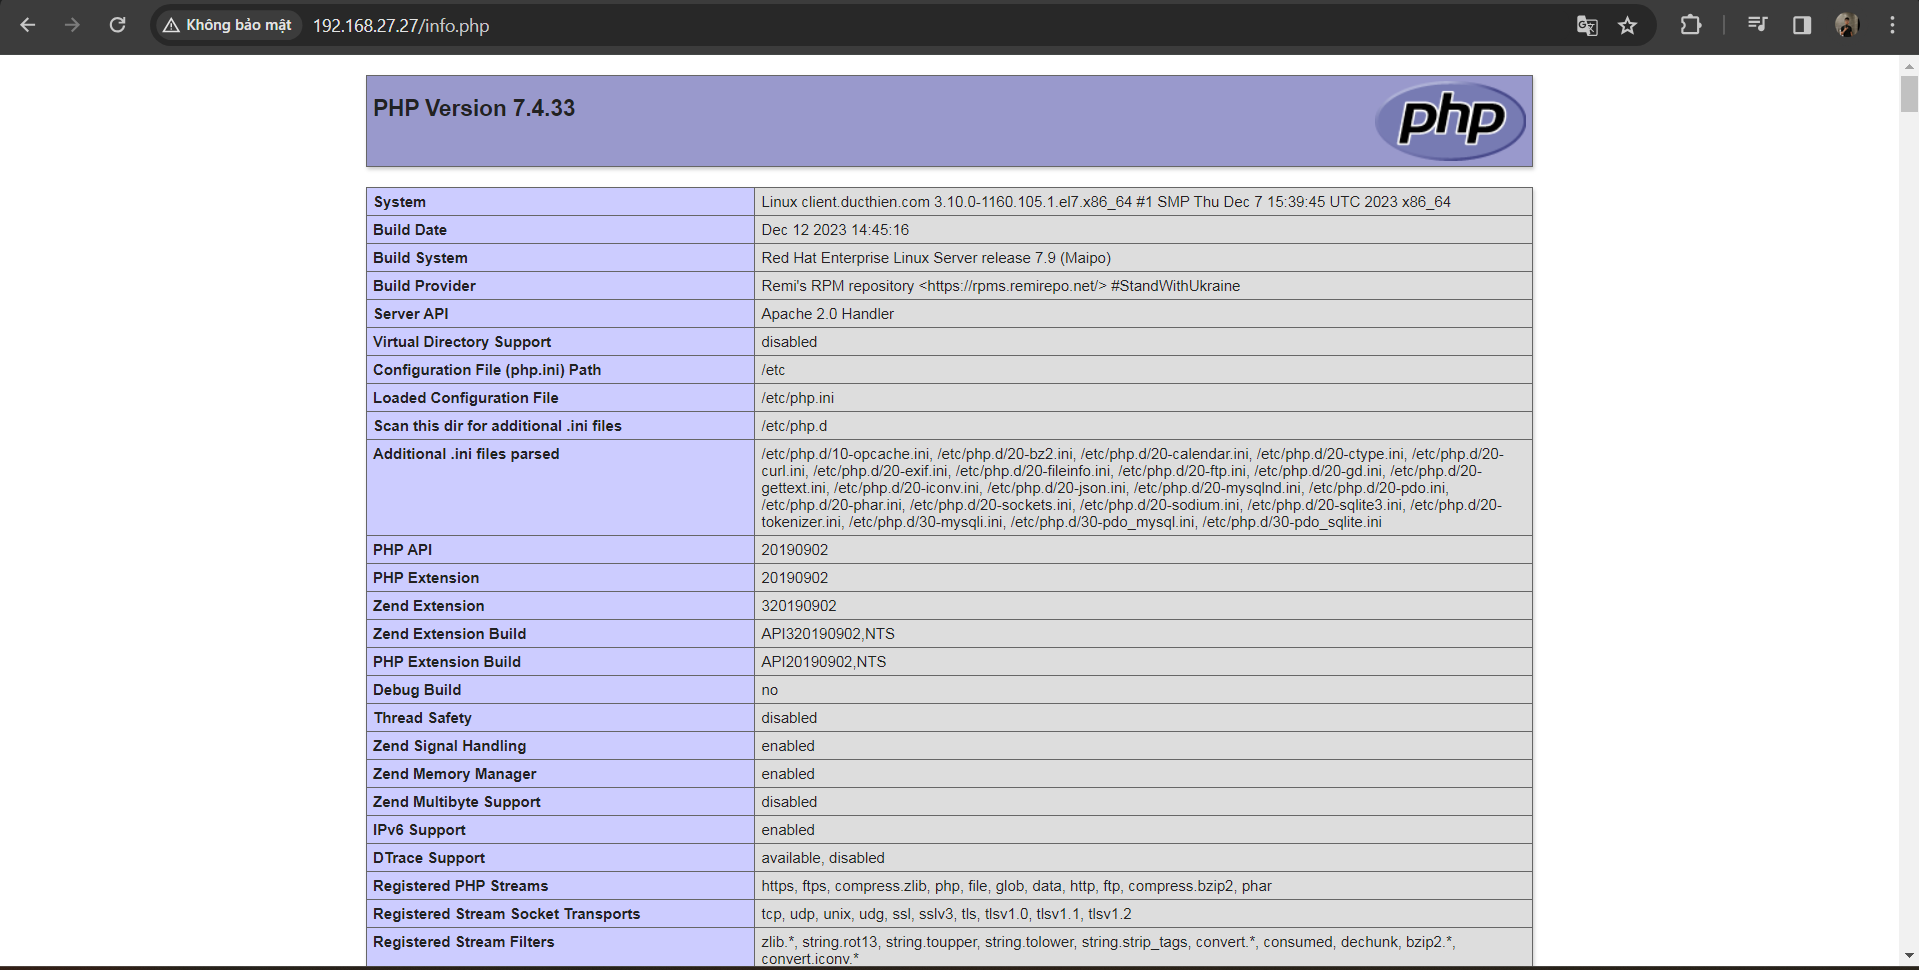 Không bảo mật 192.168.27.27/info.php
PHP Version 7.4.33
php
System Linux client.ducthien.com 3.10.0-1160.105.1.el7.x86_64 #1 SMP Thu Dec 7 15:39:45 UTC 2023 x86_64
Build Date Dec 12 2023 14:45:16
Build System Red Hat Enterprise Linux Server release 7.9 (Maipo)
Build Provider Remi's RPM repository <https://rpms.remirepo.net/> #StandWithUkraine
Server API Apache 2.0 Handler
Virtual Directory Support disabled
Configuration File (php.ini) Path /etc
Loaded Configuration File /etc/php.ini
Scan this dir for additional .ini files /etc/php.d
Additional .ini files parsed /etc/php.d/10-opcache.ini, /etc/php.d/20-bz2.ini, /etc/php.d/20-calendar.ini, /etc/php.d/20-ctype.ini, /etc/php.d/20-
curl.ini, /etc/php.d/20-exif.ini, /etc/php.d/20-fileinfo.ini, /etc/php.d/20-ftp.ini, /etc/php.d/20-gd.ini, /etc/php.d/20-
gettext.ini, /etc/php.d/20-iconv.ini, /etc/php.d/20-json.ini, /etc/php.d/20-mysqlnd.ini, /etc/php.d/20-pdo.ini,
/etc/php.d/20-phar.ini, /etc/php.d/20-sockets.ini, /etc/php.d/20-sodium.ini, /etc/php.d/20-sqlite3.ini, /etc/php.d/20-
tokenizer.ini, /etc/php.d/30-mysqli.ini, /etc/php.d/30-pdo_mysql.ini, /etc/php.d/30-pdo_sqlite.ini
PHP API 20190902
PHP Extension 20190902
Zend Extension 320190902
Zend Extension Build API320190902,NTS
PHP Extension Build API20190902,NTS
Debug Build no
Thread Safety disabled
Zend Signal Handling enabled
Zend Memory Manager enabled
Zend Multibyte Support disabled
IPv6 Support enabled
DTrace Support available, disabled
Registered PHP Streams https, ftps, compress.zlib, php, file, glob, data, http, ftp, compress.bzip2, phar
Registered Stream Socket Transports tcp, udp, unix, udg, ssl, sslv3, tls, tlsv1.0, tlsv1.1, tlsv1.2
Registered Stream Filters zlib.*, string.rot13, string.toupper, string.tolower, string.strip_tags, convert.*, consumed, dechunk, bzip2.*,
convert.iconv.*